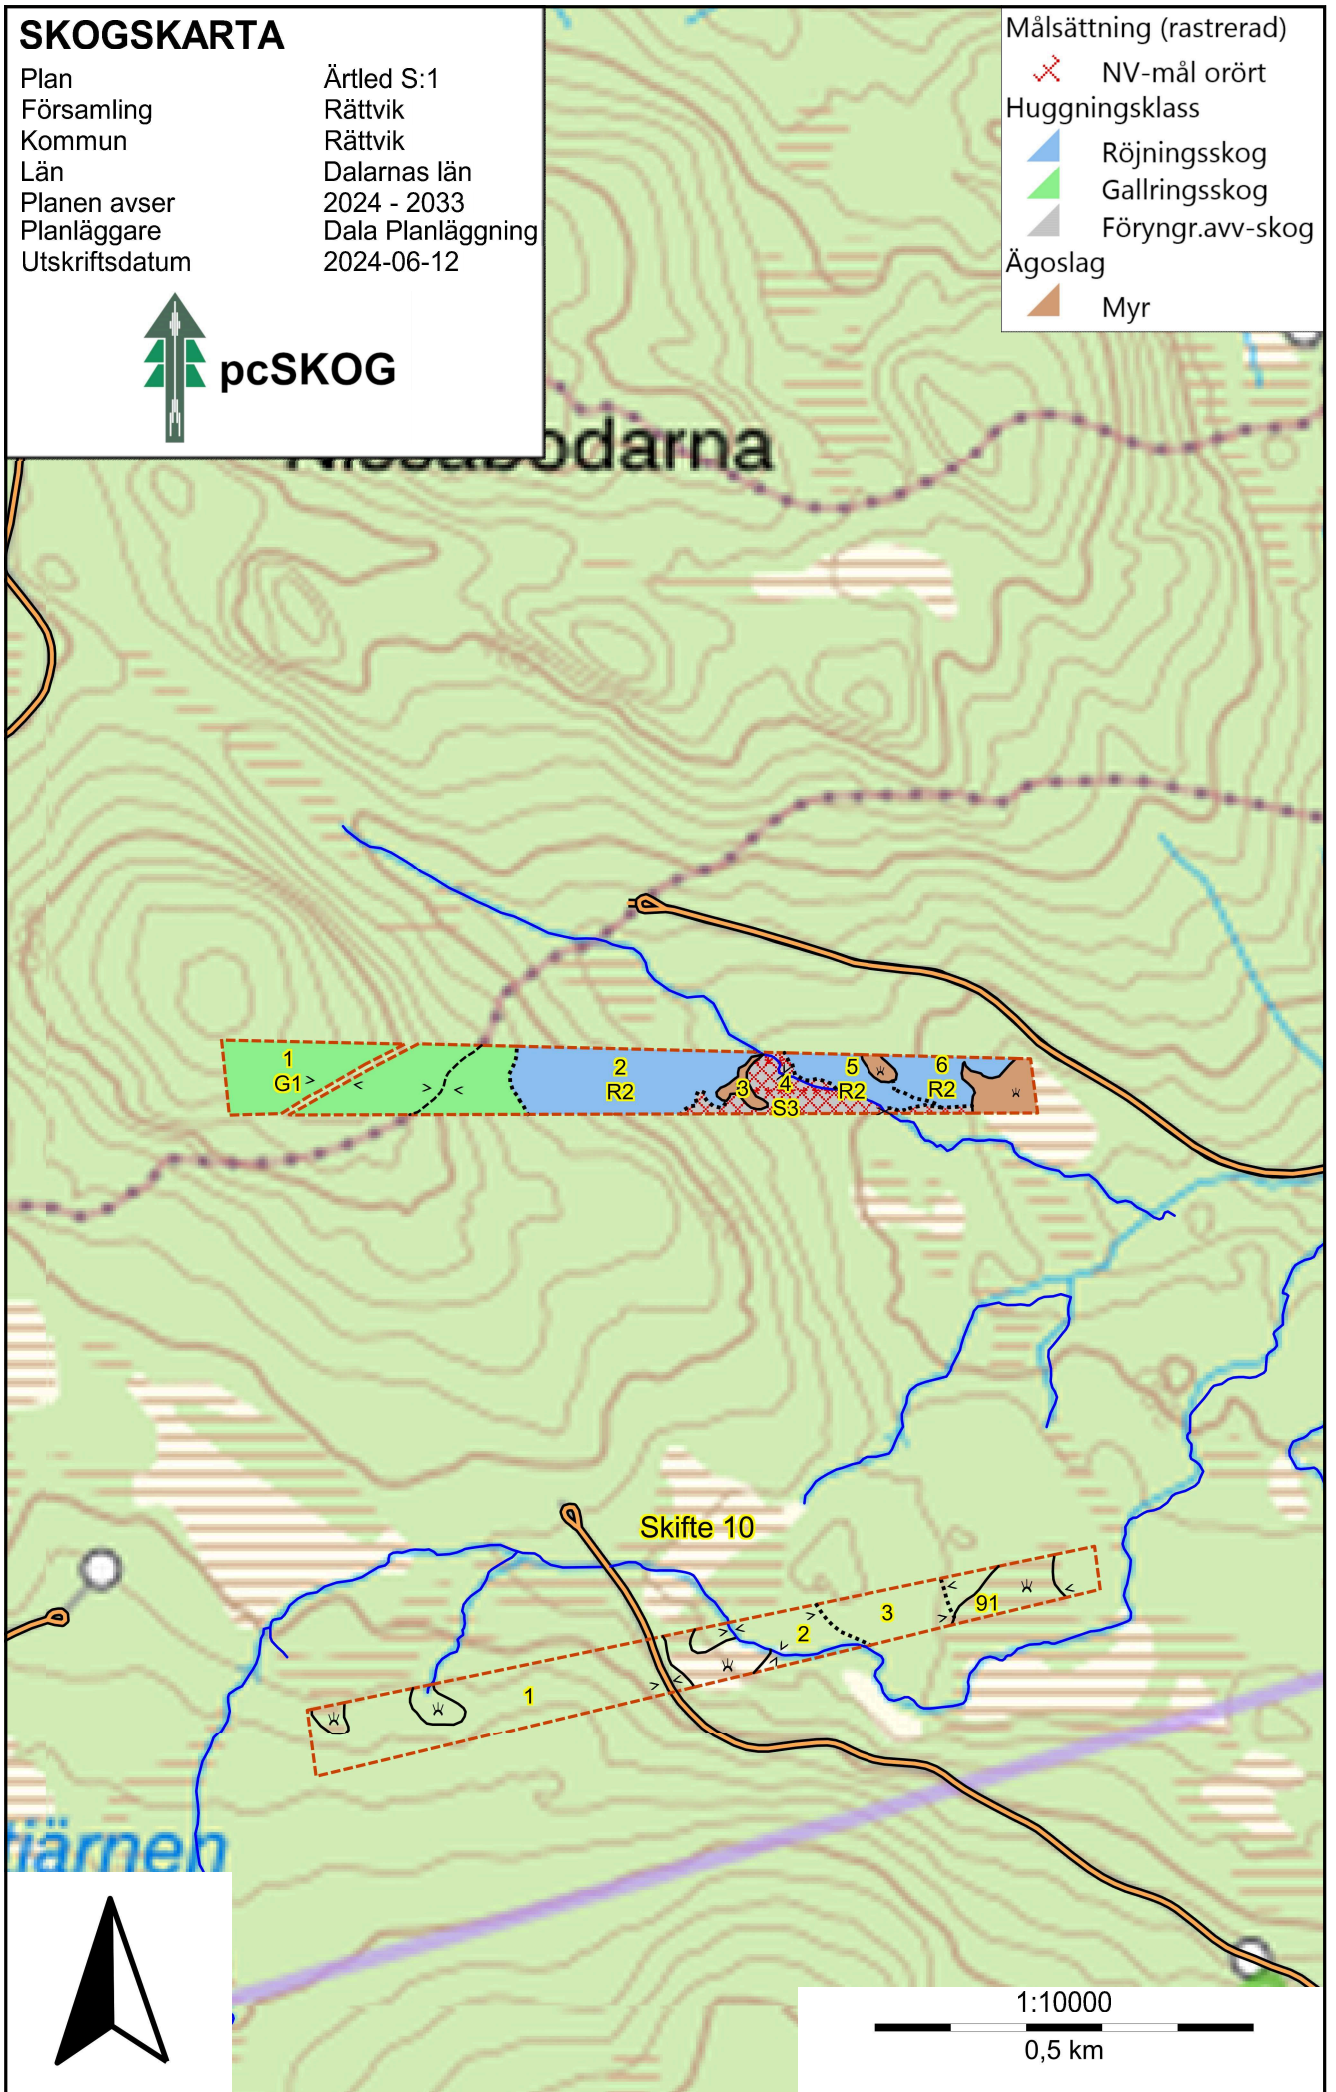 SKOGSKARTA
Plan Ärtled S:1
Församling Rättvik
Kommun Rättvik
Län Dalarnas län
Planen avser 2024 - 2033
Planläggare Dala Planläggning
Utskriftsdatum 2024-06-12
pcSKOG
Målsättning (rastrerad)
NV-mål orört
Huggningsklass
Röjningsskog
Gallringsskog
Föryngr.avv-skog
Ägoslag
Myr
1
G1
2
R2
3
4
S3
5
R2
6
R2
Skifte 10
1
2
3
91
tjärnen
1:10000
0,5 km